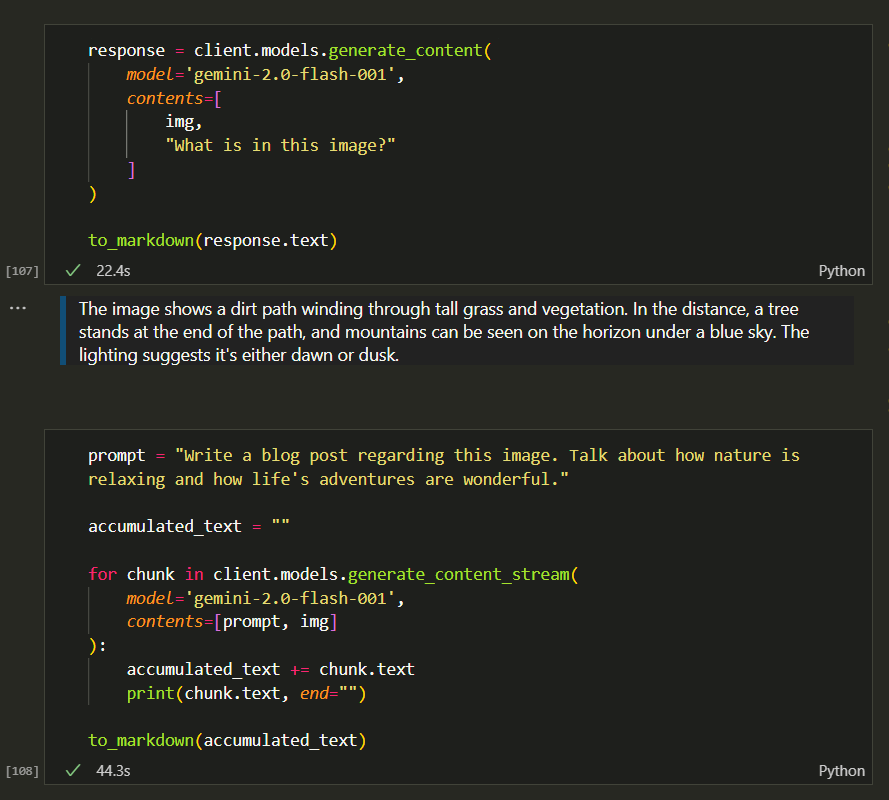 response = client.models.generate_content(
    model='gemini-2.0-flash-001',
    contents=[
        img,
        "What is in this image?"
    ]
)

to_markdown(response.text)
[107] ✓ 22.4s Python
... The image shows a dirt path winding through tall grass and vegetation. In the distance, a tree
stands at the end of the path, and mountains can be seen on the horizon under a blue sky. The
lighting suggests it's either dawn or dusk.
prompt = "Write a blog post regarding this image. Talk about how nature is
relaxing and how life's adventures are wonderful."

accumulated_text = ""

for chunk in client.models.generate_content_stream(
    model='gemini-2.0-flash-001',
    contents=[prompt, img]
):
    accumulated_text += chunk.text
    print(chunk.text, end="")

to_markdown(accumulated_text)
[108] ✓ 44.3s Python